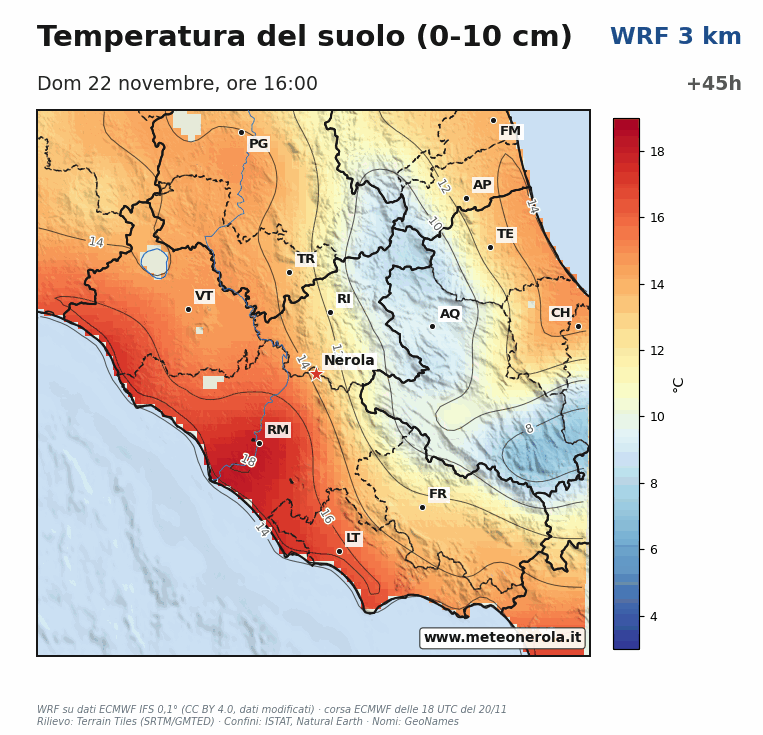 Temperatura del suolo (0-10 cm)
WRF 3 km
Dom 22 novembre, ore 16:00
+45h
FM
PG
AP
12
14
10
TE
14
TR
VT
RI
AQ
CH
14
Nerola
8
RM
18
FR
16
14
LT
www.meteonerola.it
18
16
14
12
10
8
6
4
°C
WRF su dati ECMWF IFS 0,1° (CC BY 4.0, dati modificati) · corsa ECMWF delle 18 UTC del 20/11
Rilievo: Terrain Tiles (SRTM/GMTED) · Confini: ISTAT, Natural Earth · Nomi: GeoNames